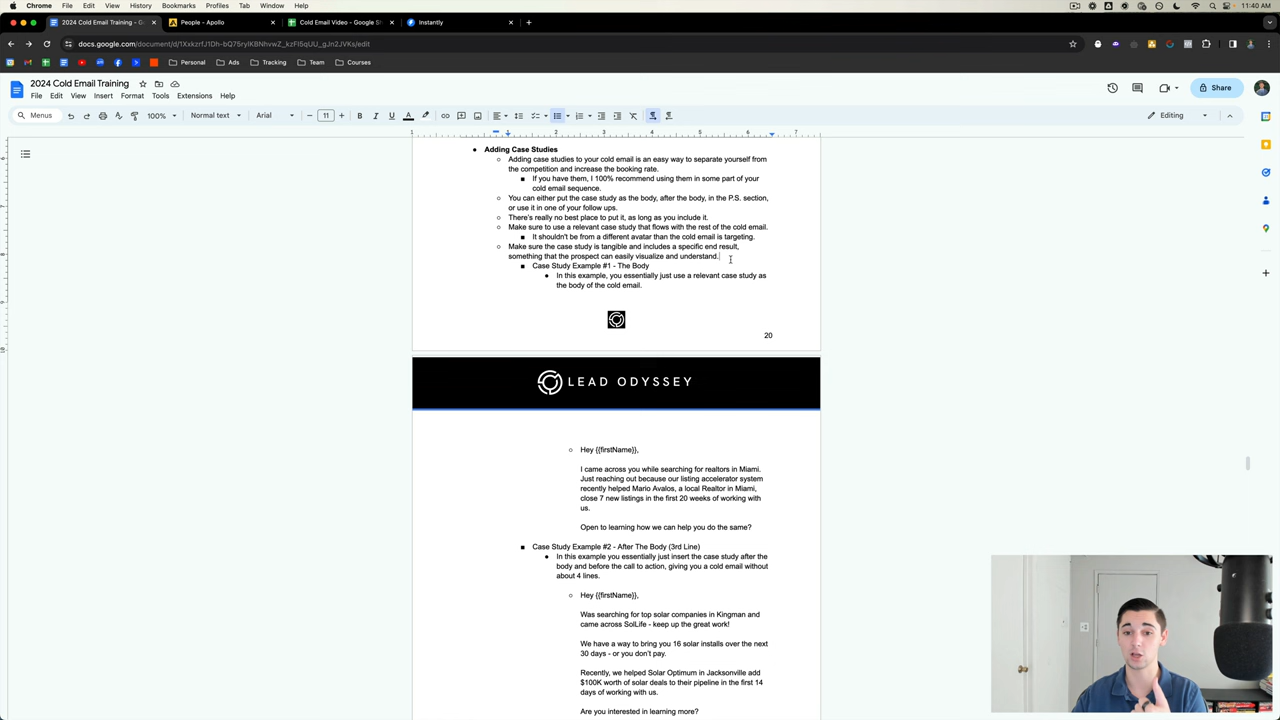 Chrome File Edit View History Bookmarks Profiles Tab Window Help
11:40 AM
2024 Cold Email Training - G
People - Apollo
Cold Email Video - Google Sh
Instantly
docs.google.com/document/d/1XxkzrfJ1Dh-bQ75rylKBNhvwZ_kzFI5qUU_gJn2JVKs/edit
Personal Ads Tracking Team Courses
2024 Cold Email Training
File Edit View Insert Format Tools Extensions Help
Share
Menus 100% Normal text Arial 11 Editing
Adding Case Studies
Adding case studies to your cold email is an easy way to separate yourself from
the competition and increase the booking rate.
If you have them, I 100% recommend using them in some part of your
cold email sequence.
You can either put the case study as the body, after the body, in the P.S. section,
or use it in one of your follow ups.
There's really no best place to put it, as long as you include it.
Make sure to use a relevant case study that flows with the rest of the cold email.
It shouldn't be from a different avatar than the cold email is targeting.
Make sure the case study is tangible and includes a specific end result,
something that the prospect can easily visualize and understand.
Case Study Example #1 - The Body
In this example, you essentially just use a relevant case study as
the body of the cold email.
20
LEAD ODYSSEY
Hey {{firstName}},
I came across you while searching for realtors in Miami.
Just reaching out because our listing accelerator system
recently helped Mario Avalos, a local Realtor in Miami,
close 7 new listings in the first 20 weeks of working with
us.
Open to learning how we can help you do the same?
Case Study Example #2 - After The Body (3rd Line)
In this example you essentially just insert the case study after the
body and before the call to action, giving you a cold email without
about 4 lines.
Hey {{firstName}},
Was searching for top solar companies in Kingman and
came across SolLife - keep up the great work!
We have a way to bring you 16 solar installs over the next
30 days - or you don't pay.
Recently, we helped Solar Optimum in Jacksonville add
$100K worth of solar deals to their pipeline in the first 14
days of working with us.
Are you interested in learning more?